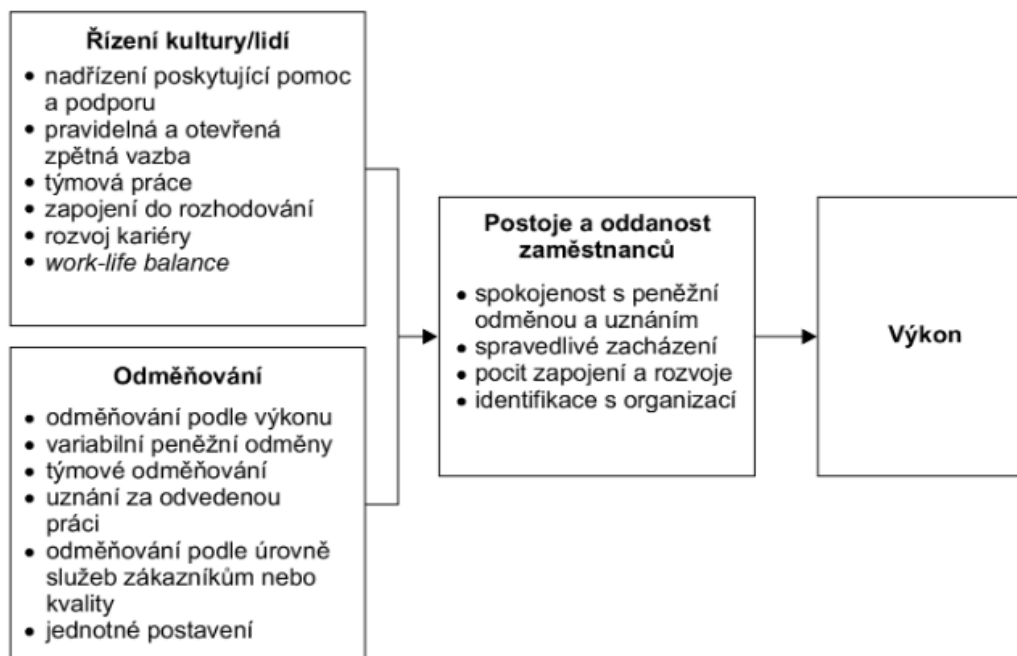 Řízení kultury/lidí
• nadřízení poskytující pomoc
a podporu
• pravidelná a otevřená
zpětná vazba
• týmová práce
• zapojení do rozhodování
• rozvoj kariéry
• work-life balance
Odměňování
• odměňování podle výkonu
• variabilní peněžní odměny
• týmové odměňování
• uznání za odvedenou
práci
• odměňování podle úrovně
služeb zákazníkům nebo
kvality
• jednotné postavení
Postoje a oddanost
zaměstnanců
• spokojenost s peněžní
odměnou a uznáním
• spravedlivé zacházení
• pocit zapojení a rozvoje
• identifikace s organizací
Výkon